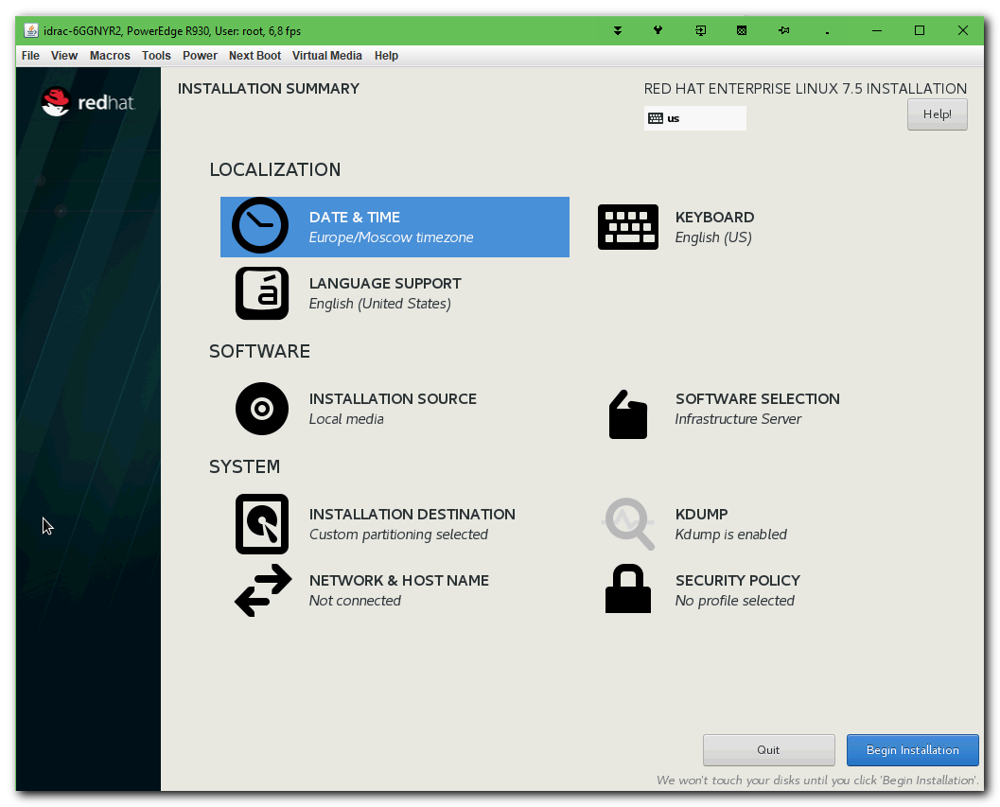 idrac-6GGNYR2, PowerEdge R930, User: root, 6,8 fps
File View Macros Tools Power Next Boot Virtual Media Help
redhat.
INSTALLATION SUMMARY
RED HAT ENTERPRISE LINUX 7.5 INSTALLATION
us
Help!
LOCALIZATION
DATE & TIME
Europe/Moscow timezone
KEYBOARD
English (US)
á
LANGUAGE SUPPORT
English (United States)
SOFTWARE
INSTALLATION SOURCE
Local media
SOFTWARE SELECTION
Infrastructure Server
SYSTEM
INSTALLATION DESTINATION
Custom partitioning selected
KDUMP
Kdump is enabled
NETWORK & HOST NAME
Not connected
SECURITY POLICY
No profile selected
Quit
Begin Installation
We won't touch your disks until you click 'Begin Installation'.